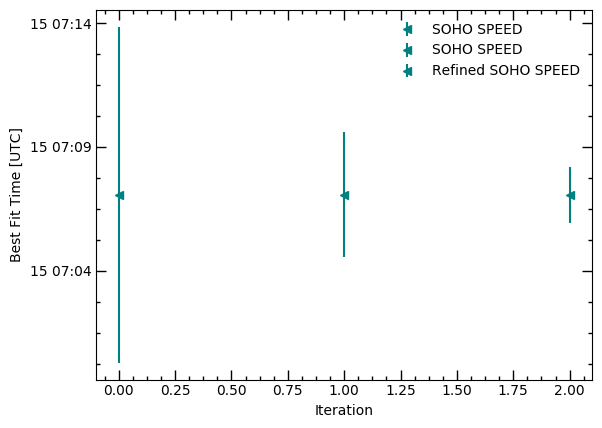 15 07:14
15 07:09
15 07:04
Best Fit Time [UTC]
SOHO SPEED
SOHO SPEED
Refined SOHO SPEED
0.00 0.25 0.50 0.75 1.00 1.25 1.50 1.75 2.00
Iteration